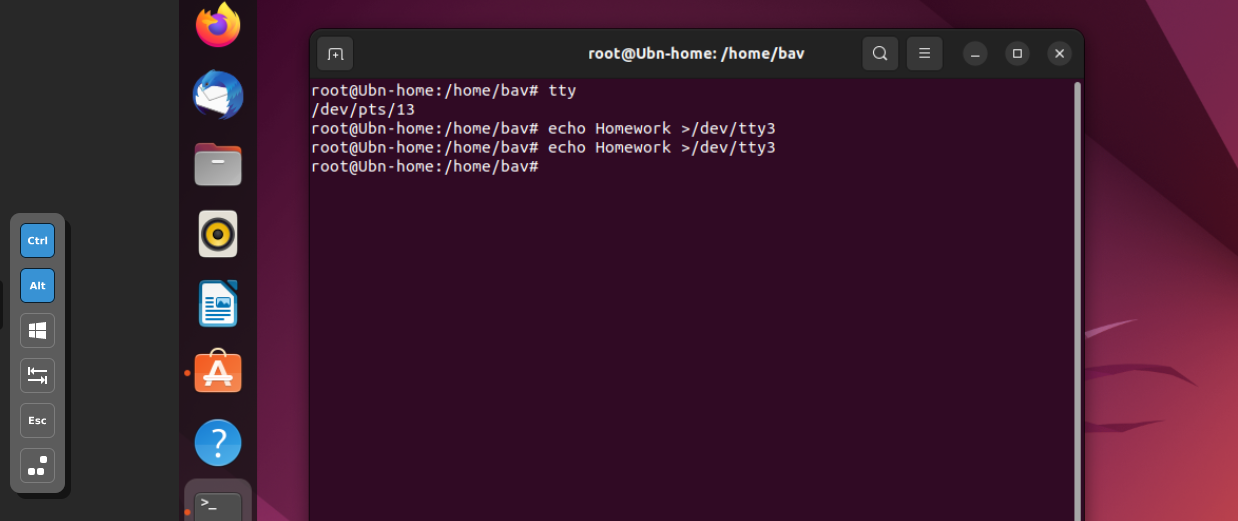 root@Ubn-home: /home/bav
root@Ubn-home:/home/bav# tty
/dev/pts/13
root@Ubn-home:/home/bav# echo Homework >/dev/tty3
root@Ubn-home:/home/bav# echo Homework >/dev/tty3
root@Ubn-home:/home/bav#
Ctrl
Alt
Esc
?
>_